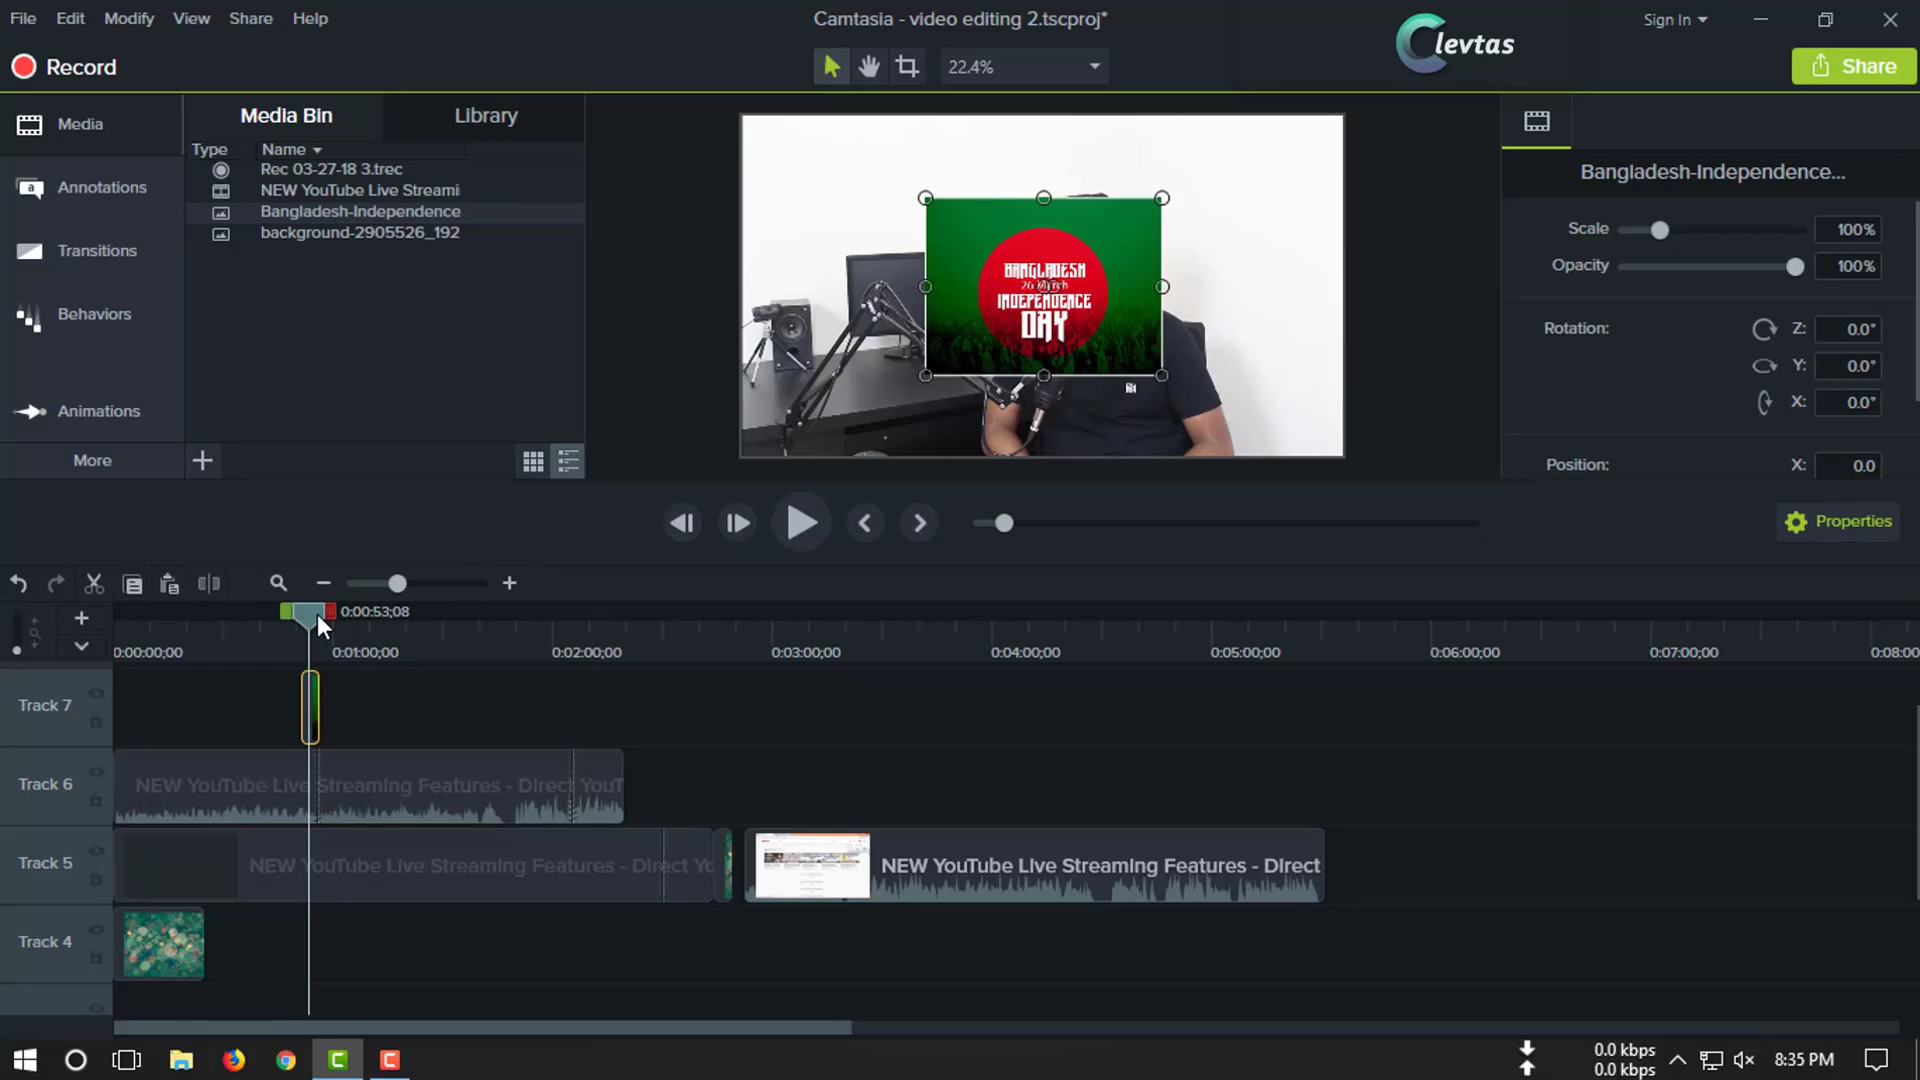 File Edit Modify View Share Help
Camtasia - video editing 2.tscproj*
Sign In
Clevtas
Record
22.4%
Share
Media
Media Bin
Library
Bangladesh-Independence...
Type Name
Rec 03-27-18 3.trec
NEW YouTube Live Streami
Bangladesh-Independence
background-2905526_192
Annotations
Transitions
Behaviors
Animations
More
BANGLADESH
26 March
INDEPENDENCE
DAY
Scale 100%
Opacity 100%
Rotation: Z: 0.0°
Y: 0.0°
X: 0.0°
Position: X: 0.0
Properties
0:00:53;08
0:00:00;00 0:01:00;00 0:02:00;00 0:03:00;00 0:04:00;00 0:05:00;00 0:06:00;00 0:07:00;00 0:08:00
Track 7
Track 6
NEW YouTube Live Streaming Features - Direct YouT
Track 5
NEW YouTube Live Streaming Features - Direct Yo
NEW YouTube Live Streaming Features - Direct
Track 4
0.0 kbps
0.0 kbps
8:35 PM